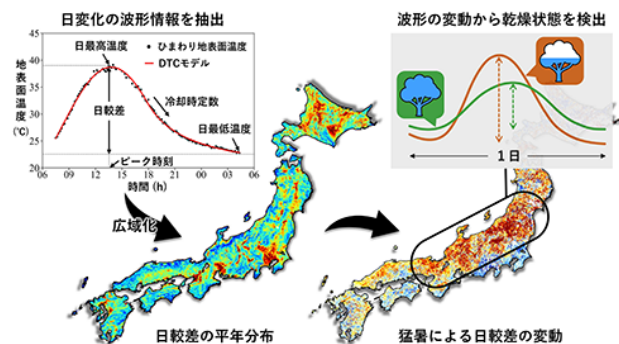 日変化の波形情報を抽出
日最高温度
ひまわり地表面温度
DTCモデル
地表面温度(℃)
45
40
35
30
25
20
日較差
冷却時定数
日最低温度
ピーク時刻
06 09 12 15 18 21 00 03 06
時間 (h)
広域化
日較差の平年分布
波形の変動から乾燥状態を検出
1日
猛暑による日較差の変動